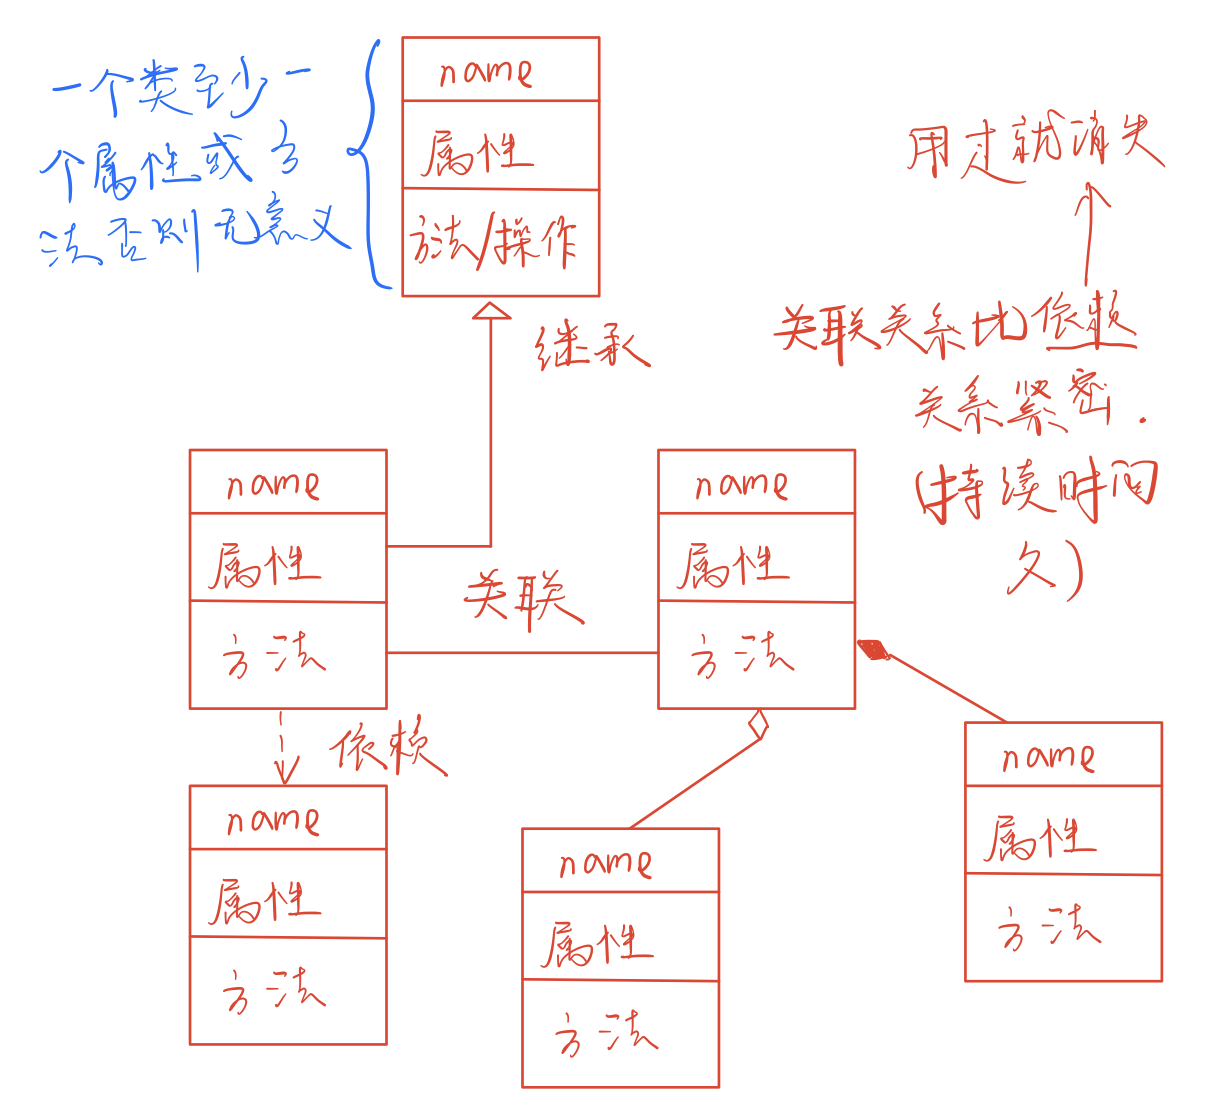 一个类至少一
个属性或方
法否则无意义
name
属性
方法/操作
用过就消失
继承
关联关系比依赖
关系紧密.
(持续时间
久)
name
属性
方法
关联
name
属性
方法
依赖
name
属性
方法
name
属性
方法
name
属性
方法